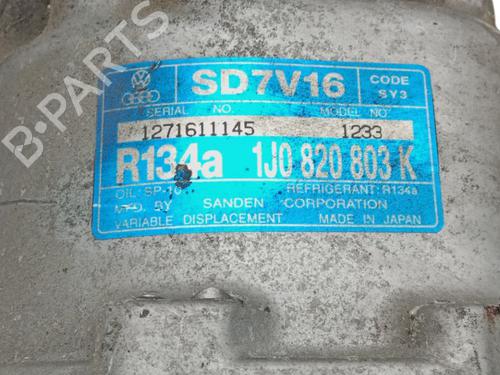 SD7V16
CODE
SY3
SERIAL NO.
MODEL NO.
1271611145
1233
R134a 1J0 820 803 K
OIL: SP-10
REFRIGERANT: R134a
MFD. BY SANDEN CORPORATION
VARIABLE DISPLACEMENT MADE IN JAPAN
B-PARTS